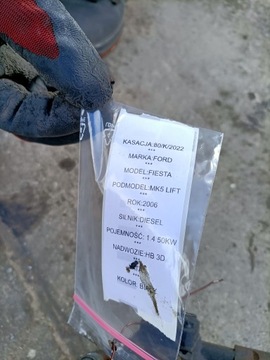 KASACJA:80/K/2022
***
MARKA:FORD
***
MODEL:FIESTA
***
PODMODEL:MK5 LIFT
***
ROK:2006
***
SILNIK:DIESEL
***
POJEMNOŚĆ: 1.4 50KW
***
NADWOZIE:HB 3D
***
KOLOR: